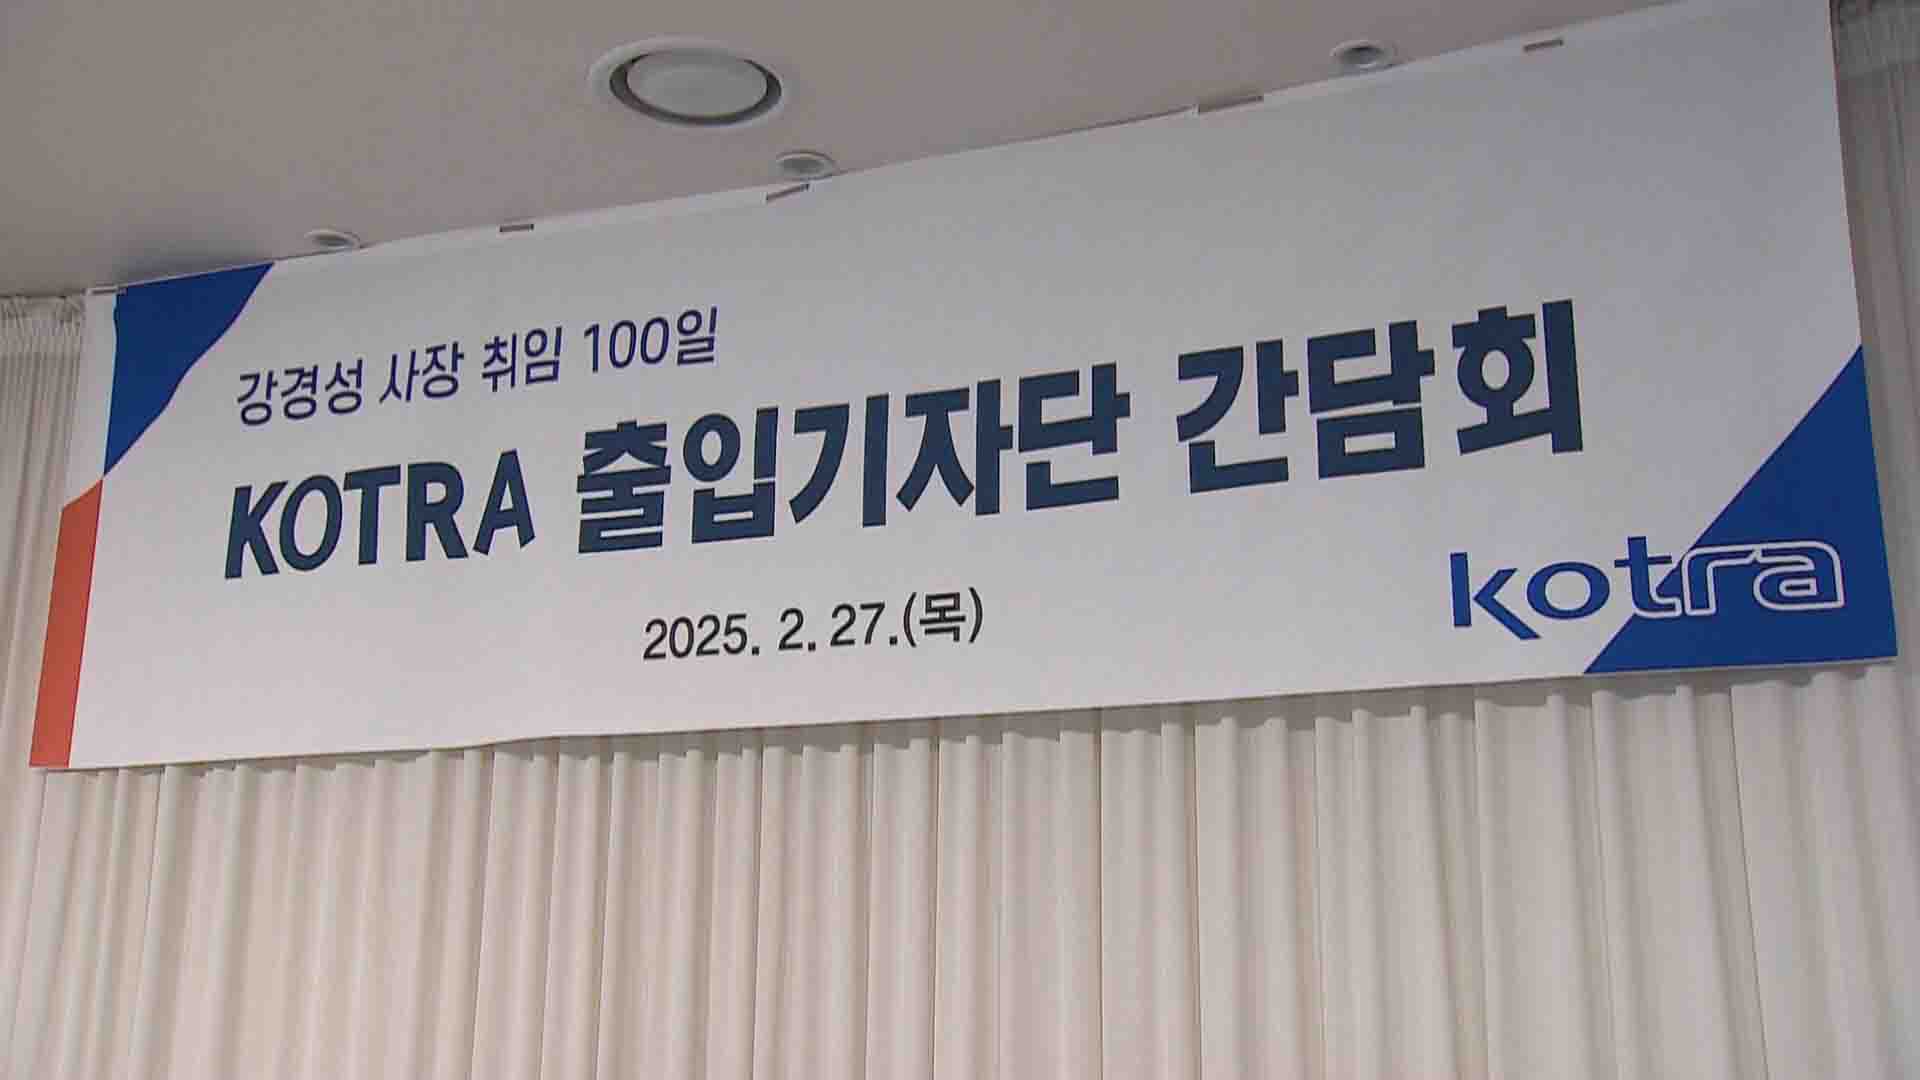 강경성 사장 취임 100일
KOTRA 출입기자단 간담회
2025. 2. 27.(목)
kotra